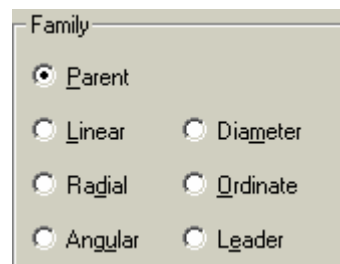 Family
Parent
Linear Diameter
Radial Ordinate
Angular Leader